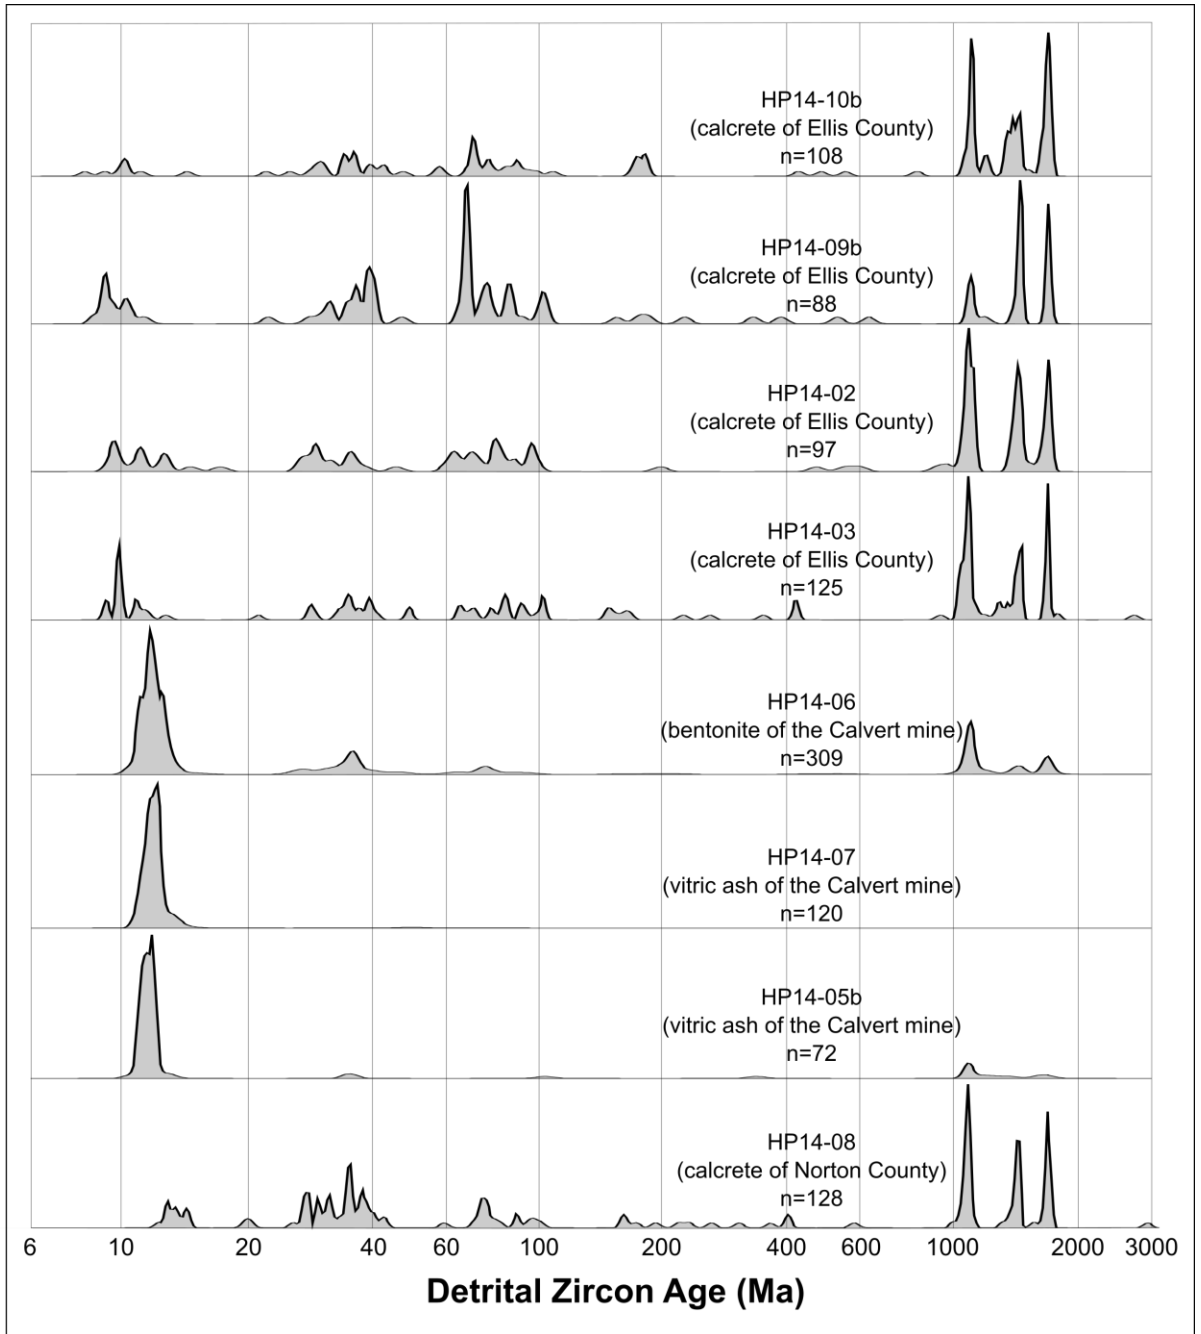 HP14-10b
(calcrete of Ellis County)
n=108
HP14-09b
(calcrete of Ellis County)
n=88
HP14-02
(calcrete of Ellis County)
n=97
HP14-03
(calcrete of Ellis County)
n=125
HP14-06
(bentonite of the Calvert mine)
n=309
HP14-07
(vitric ash of the Calvert mine)
n=120
HP14-05b
(vitric ash of the Calvert mine)
n=72
HP14-08
(calcrete of Norton County)
n=128
6 10 20 40 60 100 200 400 600 1000 2000 3000
Detrital Zircon Age (Ma)